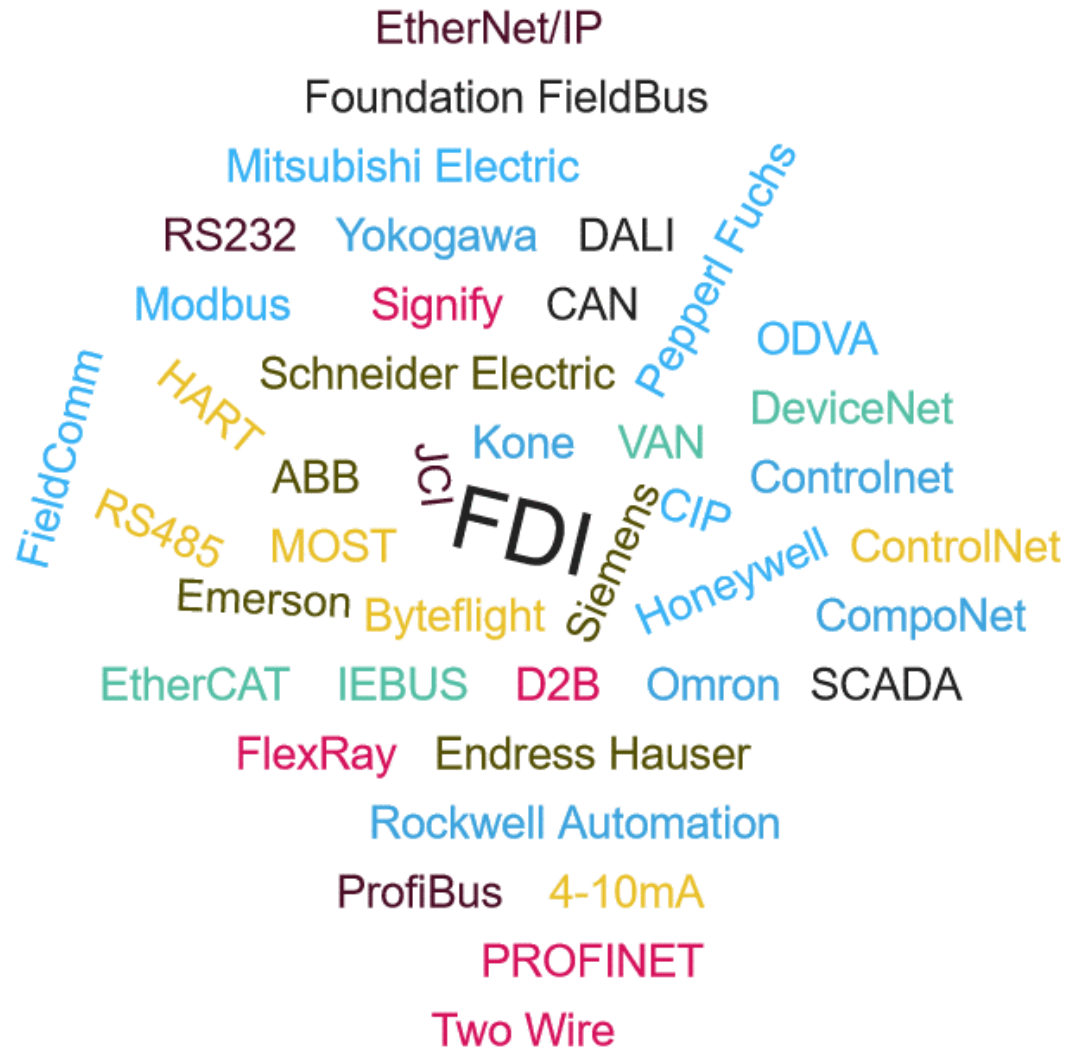 EtherNet/IP
Foundation FieldBus
Mitsubishi Electric
Pepperl Fuchs
RS232 Yokogawa DALI
Modbus Signify CAN
ODVA
FieldComm
HART
Schneider Electric
DeviceNet
JCI
Kone VAN
ABB
Controlnet
RS485
MOST
FDI
Siemens
CIP
Honeywell
ControlNet
Emerson
Byteflight
CompoNet
EtherCAT IEBUS D2B Omron SCADA
FlexRay Endress Hauser
Rockwell Automation
ProfiBus 4-10mA
PROFINET
Two Wire